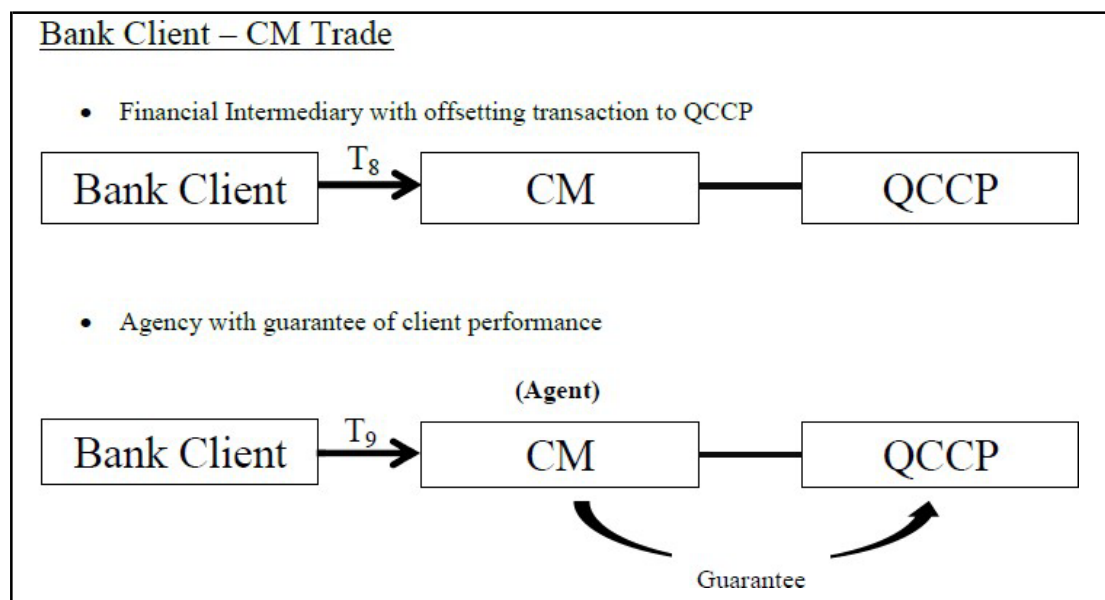 Bank Client – CM Trade
• Financial Intermediary with offsetting transaction to QCCP
T8
Bank Client CM QCCP
• Agency with guarantee of client performance
(Agent)
T9
Bank Client CM QCCP
Guarantee